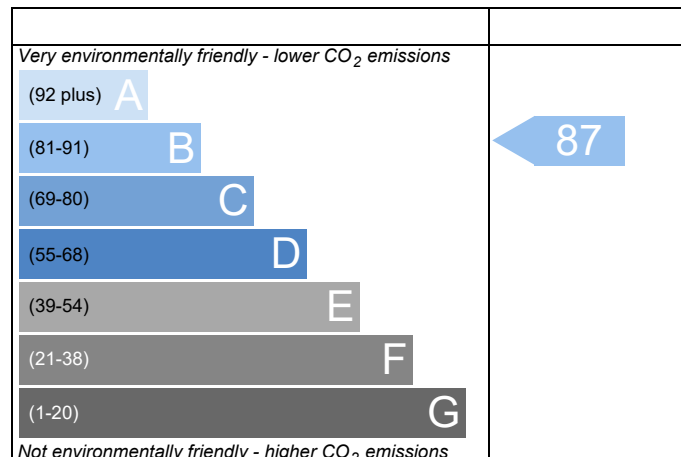 Very environmentally friendly - lower CO2 emissions
(92 plus) A
(81-91) B
87
(69-80) C
(55-68) D
(39-54) E
(21-38) F
(1-20) G
Not environmentally friendly - higher CO2 emissions